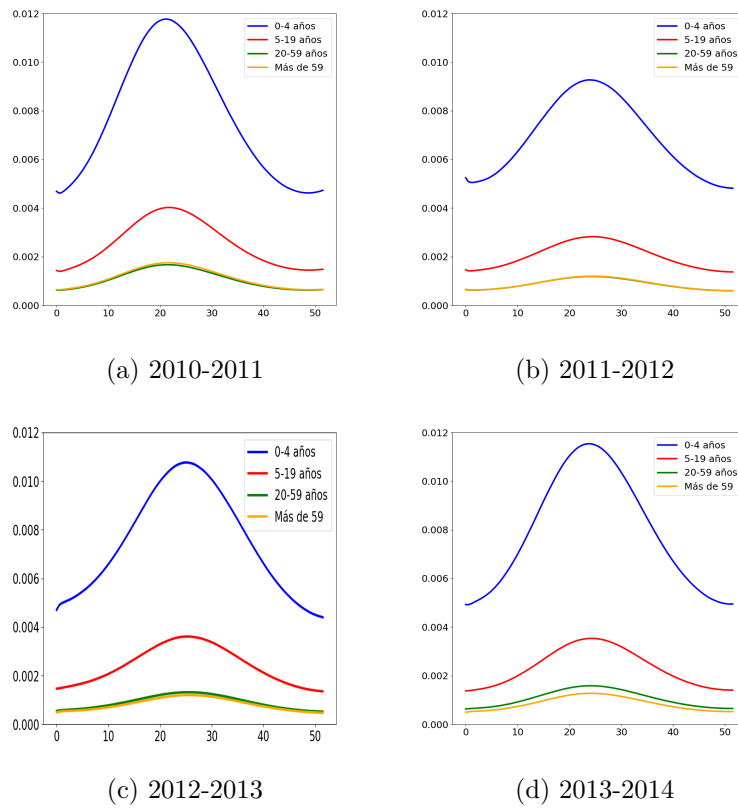 0.012
0.010
0.008
0.006
0.004
0.002
0.000
0 10 20 30 40 50
0-4 años
5-19 años
20-59 años
Más de 59
(a) 2010-2011
0.012
0.010
0.008
0.006
0.004
0.002
0.000
0 10 20 30 40 50
0-4 años
5-19 años
20-59 años
Más de 59
(b) 2011-2012
0.012
0.010
0.008
0.006
0.004
0.002
0.000
0 10 20 30 40 50
0-4 años
5-19 años
20-59 años
Más de 59
(c) 2012-2013
0.012
0.010
0.008
0.006
0.004
0.002
0.000
0 10 20 30 40 50
0-4 años
5-19 años
20-59 años
Más de 59
(d) 2013-2014